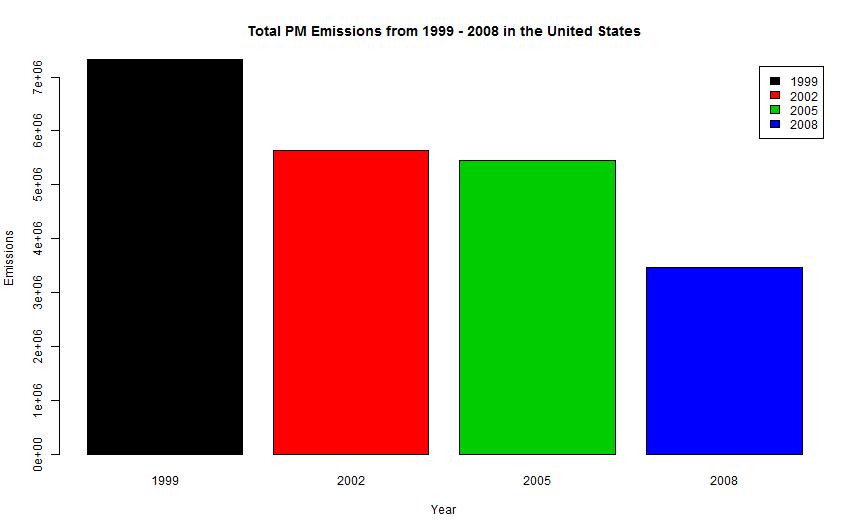 Total PM Emissions from 1999 - 2008 in the United States
1999
2002
2005
2008
Emissions
7e+06
6e+06
5e+06
4e+06
3e+06
2e+06
1e+06
0e+00
1999 2002 2005 2008
Year